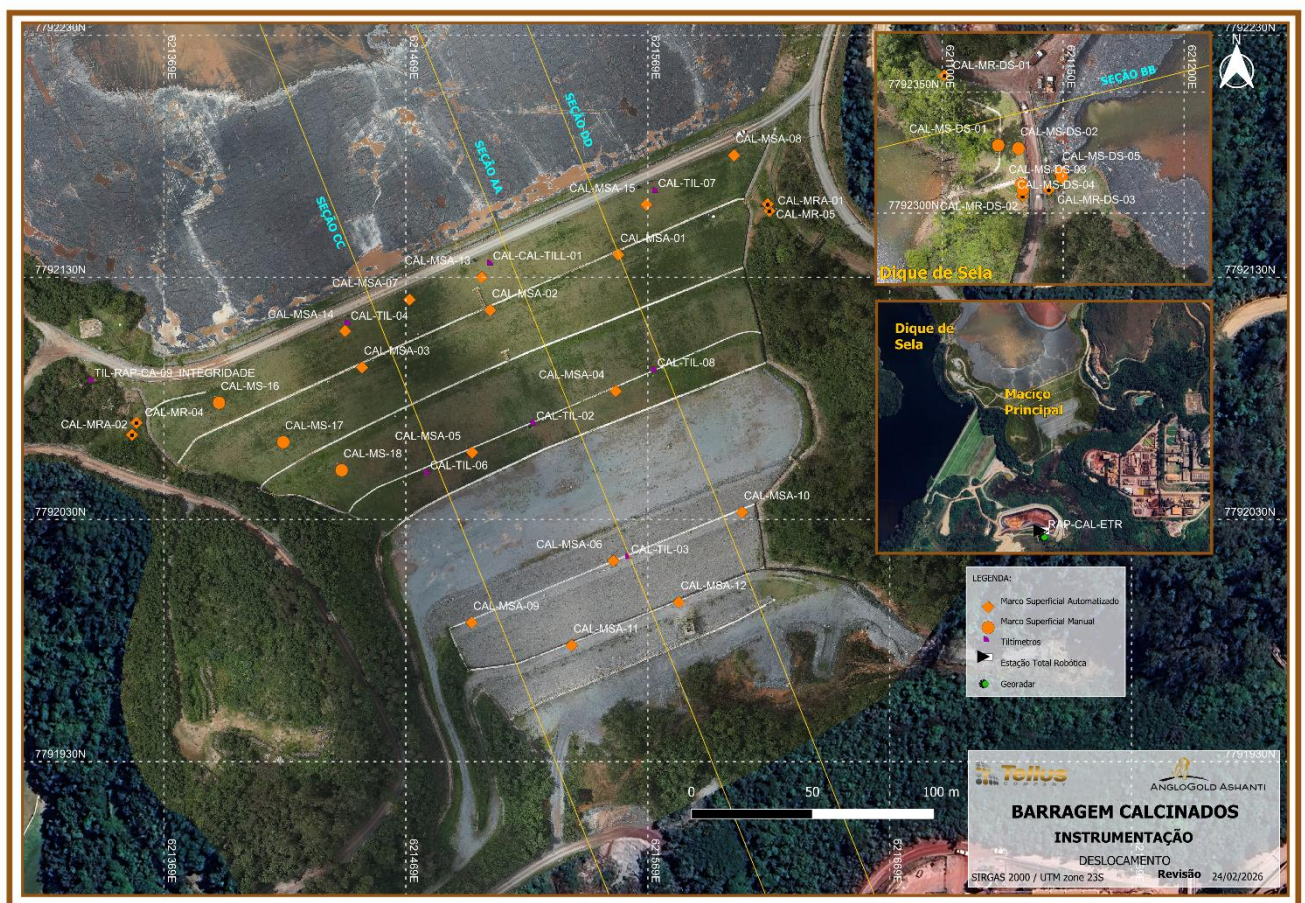 7792230N
7792230N
621369E
621469E
621569E
N
621100E
621150E
621200E
CAL-MR-DS-01
7792350N
SEÇÃO BB
CAL-MS-DS-01
CAL-MS-DS-02
CAL-MS-DS-05
CAL-MS-DS-03
CAL-MS-DS-04
CAL-MR-DS-02
CAL-MR-DS-03
7792300N
Dique de Sela
SEÇÃO DD
SEÇÃO AA
SEÇÃO CC
CAL-MSA-08
CAL-MSA-15
CAL-TIL-07
CAL-MRA-01
CAL-MR-05
CAL-MSA-01
CAL-MSA-13
CAL-CAL-TILL-01
7792130N
7792130N
CAL-MSA-07
CAL-MSA-02
CAL-MSA-14
CAL-TIL-04
CAL-MSA-03
TIL-RAP-CA-09_INTEGRIDADE
CAL-MS-16
CAL-MSA-04
CAL-TIL-08
CAL-MR-04
CAL-MRA-02
CAL-MS-17
CAL-MSA-05
CAL-TIL-02
CAL-MS-18
CAL-TIL-06
Dique de
Sela
Maciço
Principal
RAP-CAL-ETR
CAL-MSA-10
7792030N
7792030N
CAL-MSA-06
CAL-TIL-03
CAL-MSA-12
CAL-MSA-09
CAL-MSA-11
LEGENDA:
Marco Superficial Automatizado
Marco Superficial Manual
Tiltímetros
Estação Total Robótica
Georadar
7791930N
7791930N
0
50
100 m
621369E
621469E
621569E
621669E
Tellus
COMPANY
ANGLOGOLD ASHANTI
BARRAGEM CALCINADOS
INSTRUMENTAÇÃO
DESLOCAMENTO
SIRGAS 2000 / UTM zone 23S
Revisão 24/02/2026